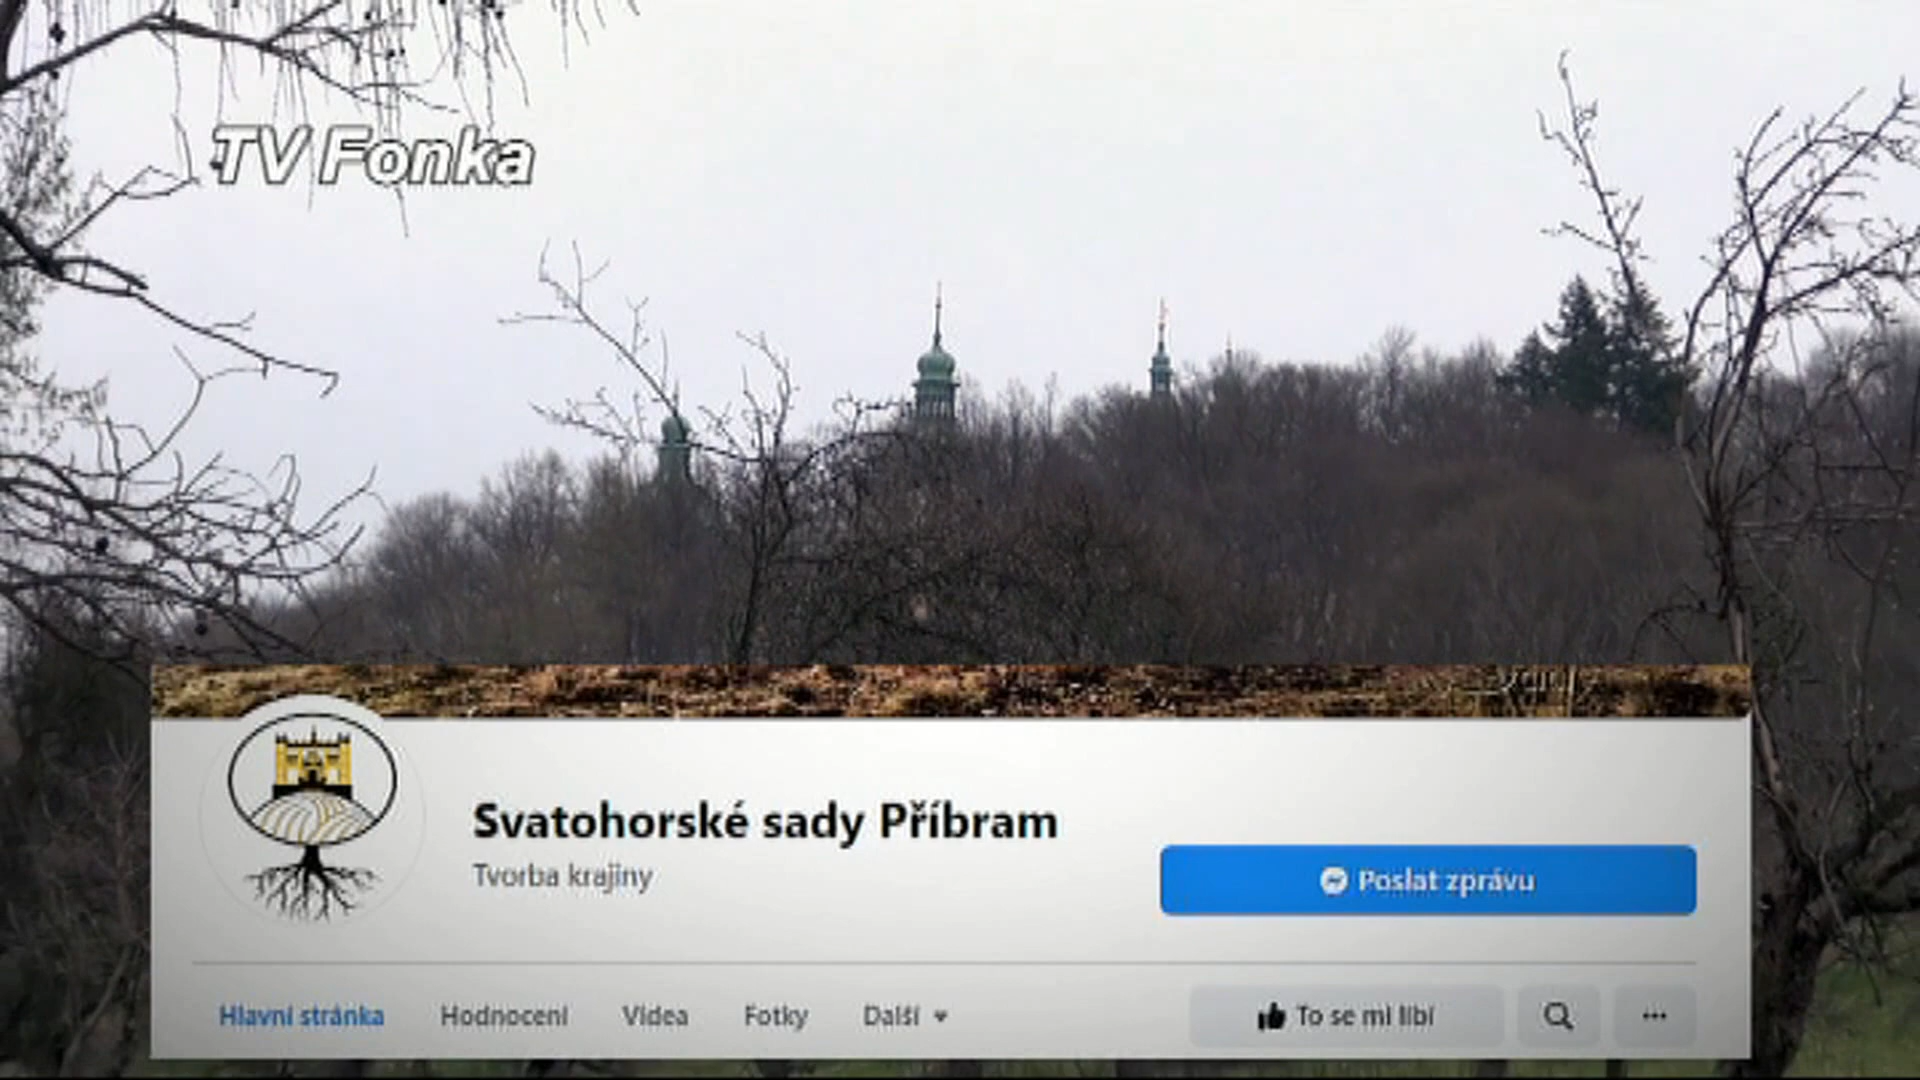 TV Fonka
Svatohorské sady Příbram
Tvorba krajiny
Poslat zprávu
Hlavní stránka
Hodnocení
Videa
Fotky
Další
To se mi líbí